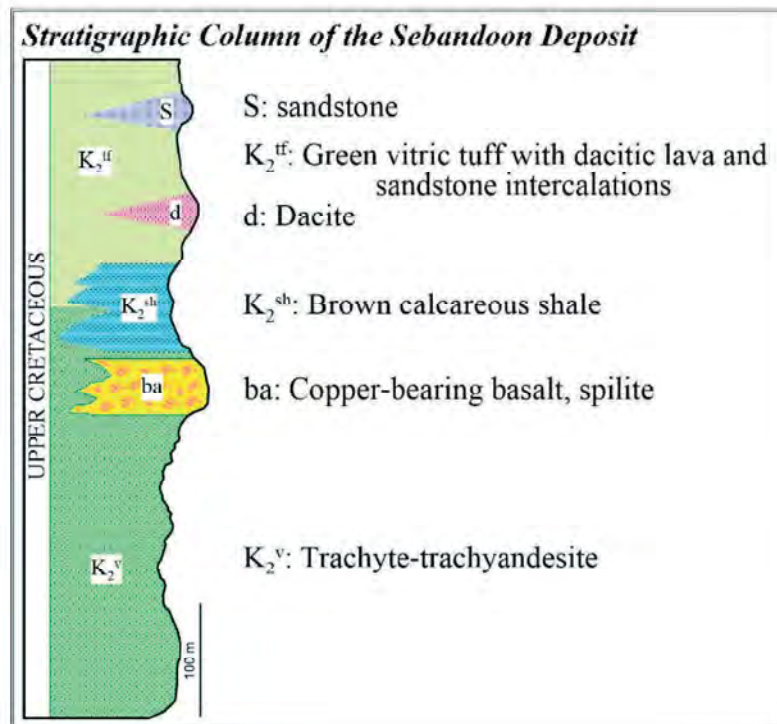 Stratigraphic Column of the Sebandoon Deposit
S
S: sandstone
K₂ᵗᶠ
K₂ᵗᶠ: Green vitric tuff with dacitic lava and
sandstone intercalations
d
d: Dacite
UPPER CRETACEOUS
K₂ˢʰ
K₂ˢʰ: Brown calcareous shale
ba
ba: Copper-bearing basalt, spilite
K₂ᵛ
K₂ᵛ: Trachyte-trachyandesite
100 m